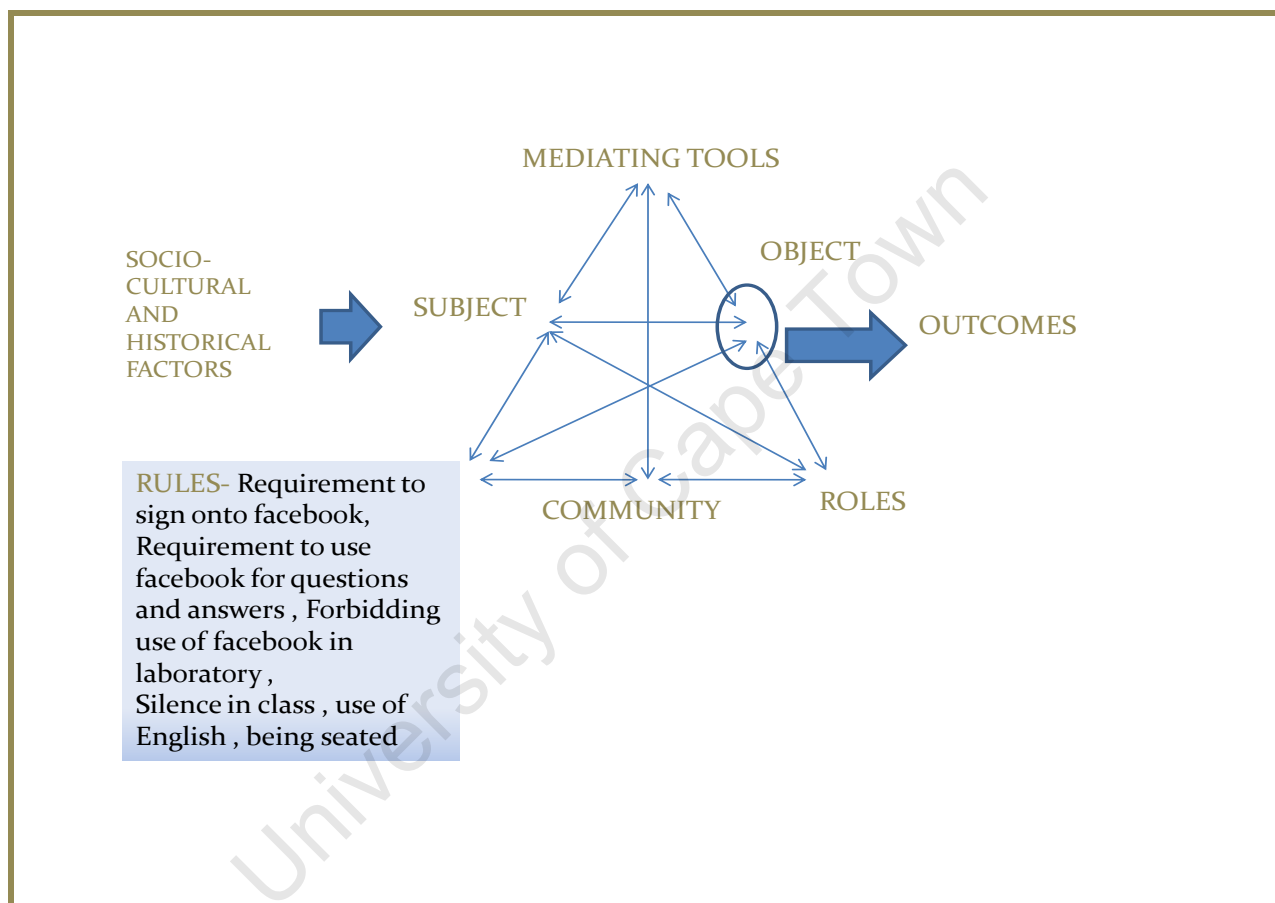 MEDIATING TOOLS
OBJECT
SOCIO-
CULTURAL
AND
HISTORICAL
FACTORS
SUBJECT
OUTCOMES
RULES- Requirement to
sign onto facebook,
Requirement to use
facebook for questions
and answers , Forbidding
use of facebook in
laboratory ,
Silence in class , use of
English , being seated
COMMUNITY
ROLES
University of Cape Town